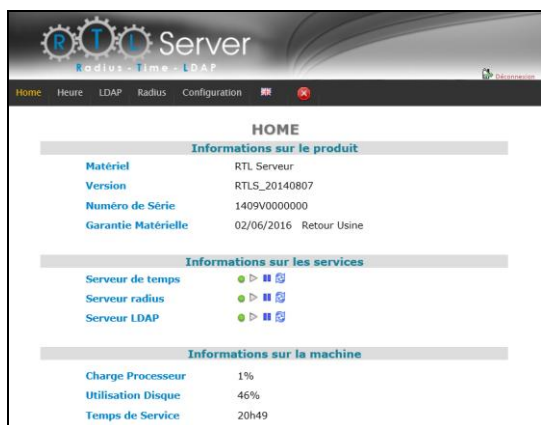 RTL Server
Radius - Time - LDAP
Déconnexion
Home Heure LDAP Radius Configuration
HOME
Informations sur le produit
Matériel RTL Serveur
Version RTLS_20140807
Numéro de Série 1409V0000000
Garantie Matérielle 02/06/2016 Retour Usine
Informations sur les services
Serveur de temps
Serveur radius
Serveur LDAP
Informations sur la machine
Charge Processeur 1%
Utilisation Disque 46%
Temps de Service 20h49